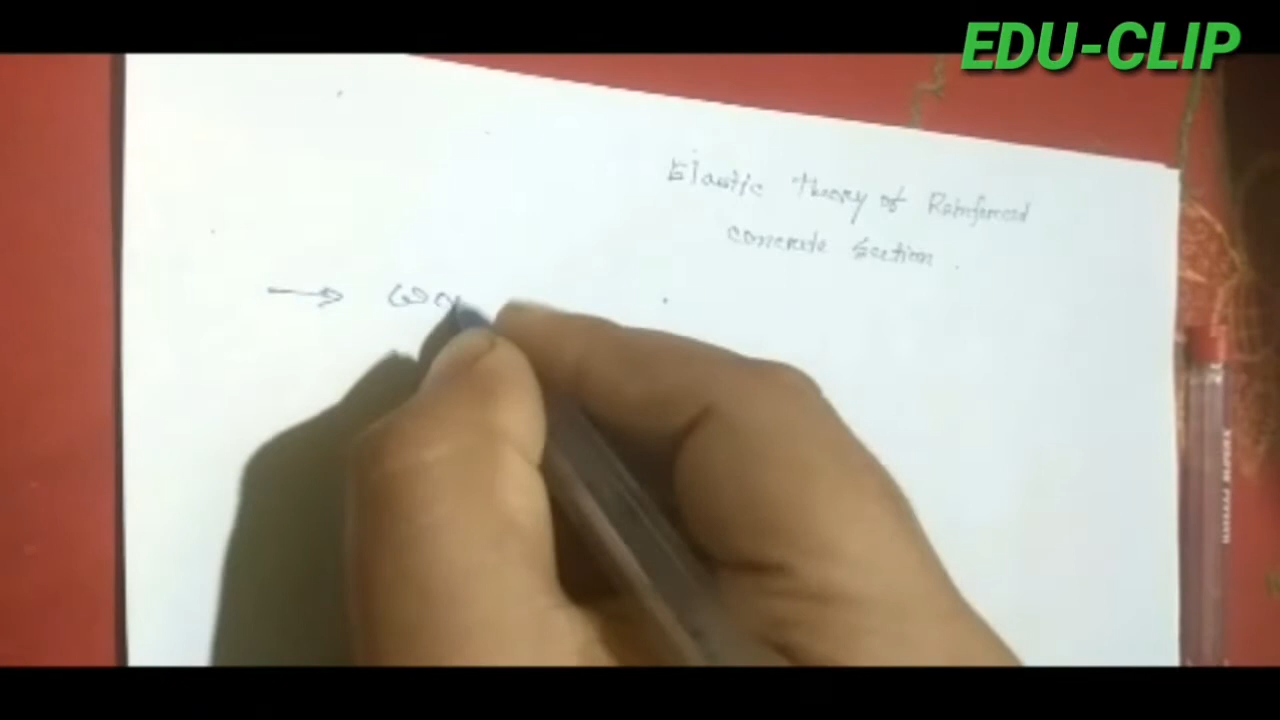 EDU-CLIP
Elastic Theory of Reinforced
concrete Section.
→